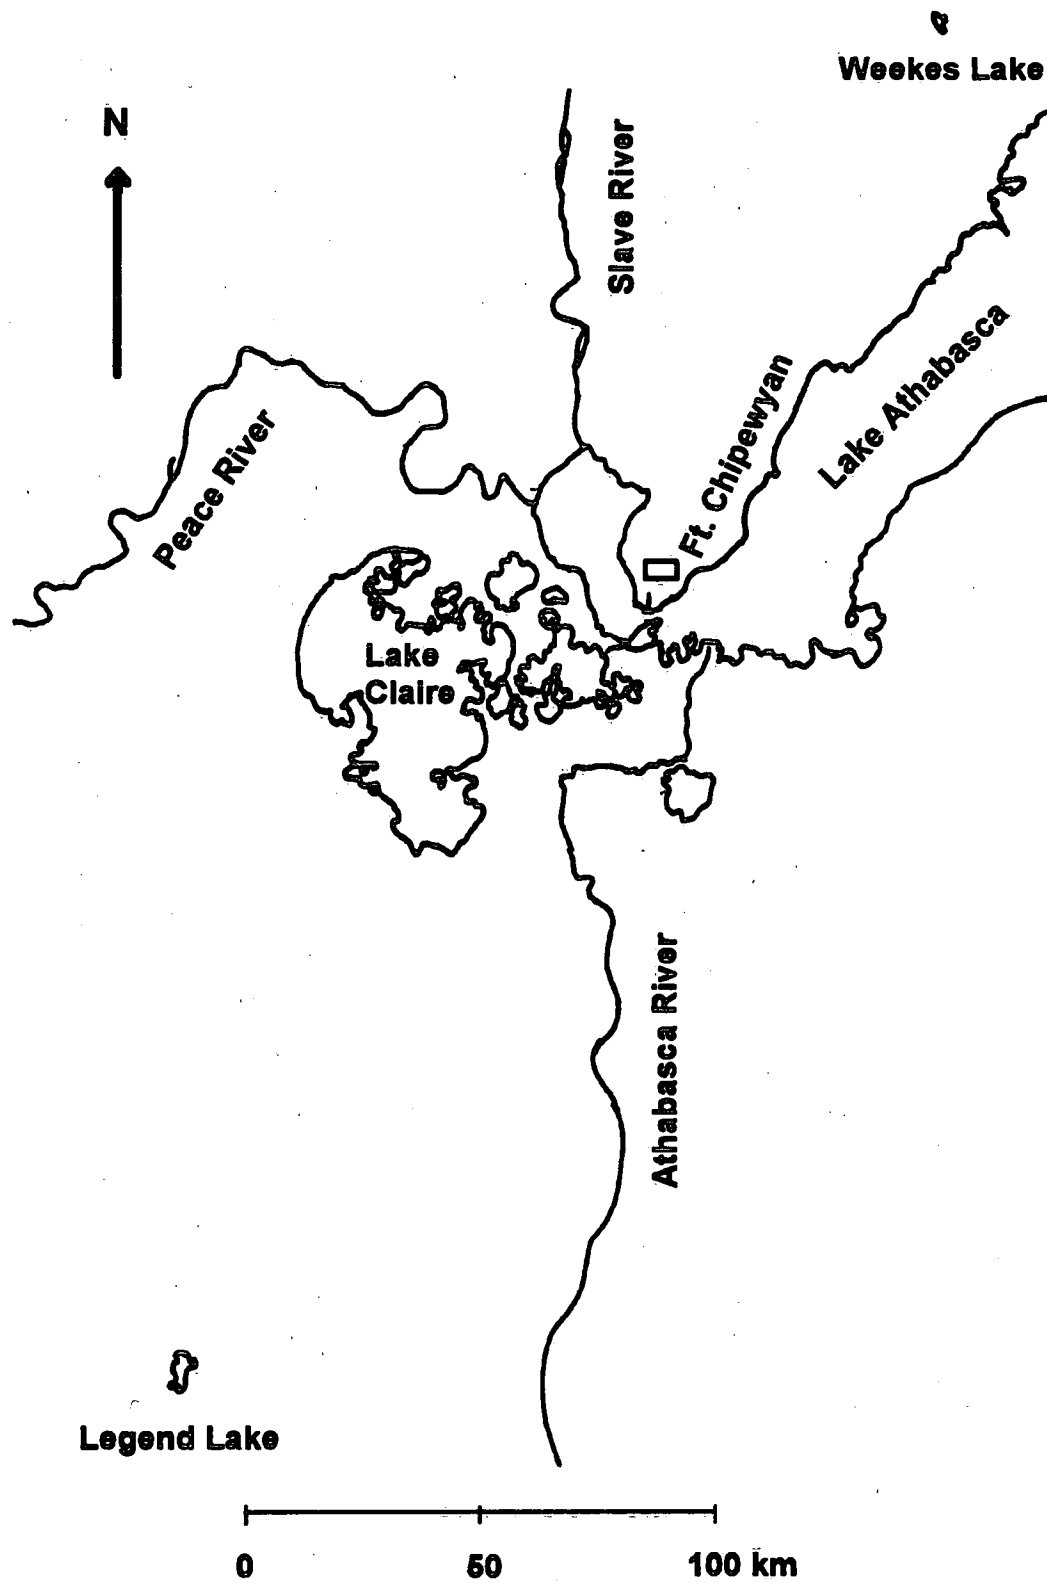 Weekes Lake
N
Slave River
Ft. Chipewyan
Lake Athabasca
Peace River
Lake
Claire
Athabasca River
Legend Lake
0 50 100 km